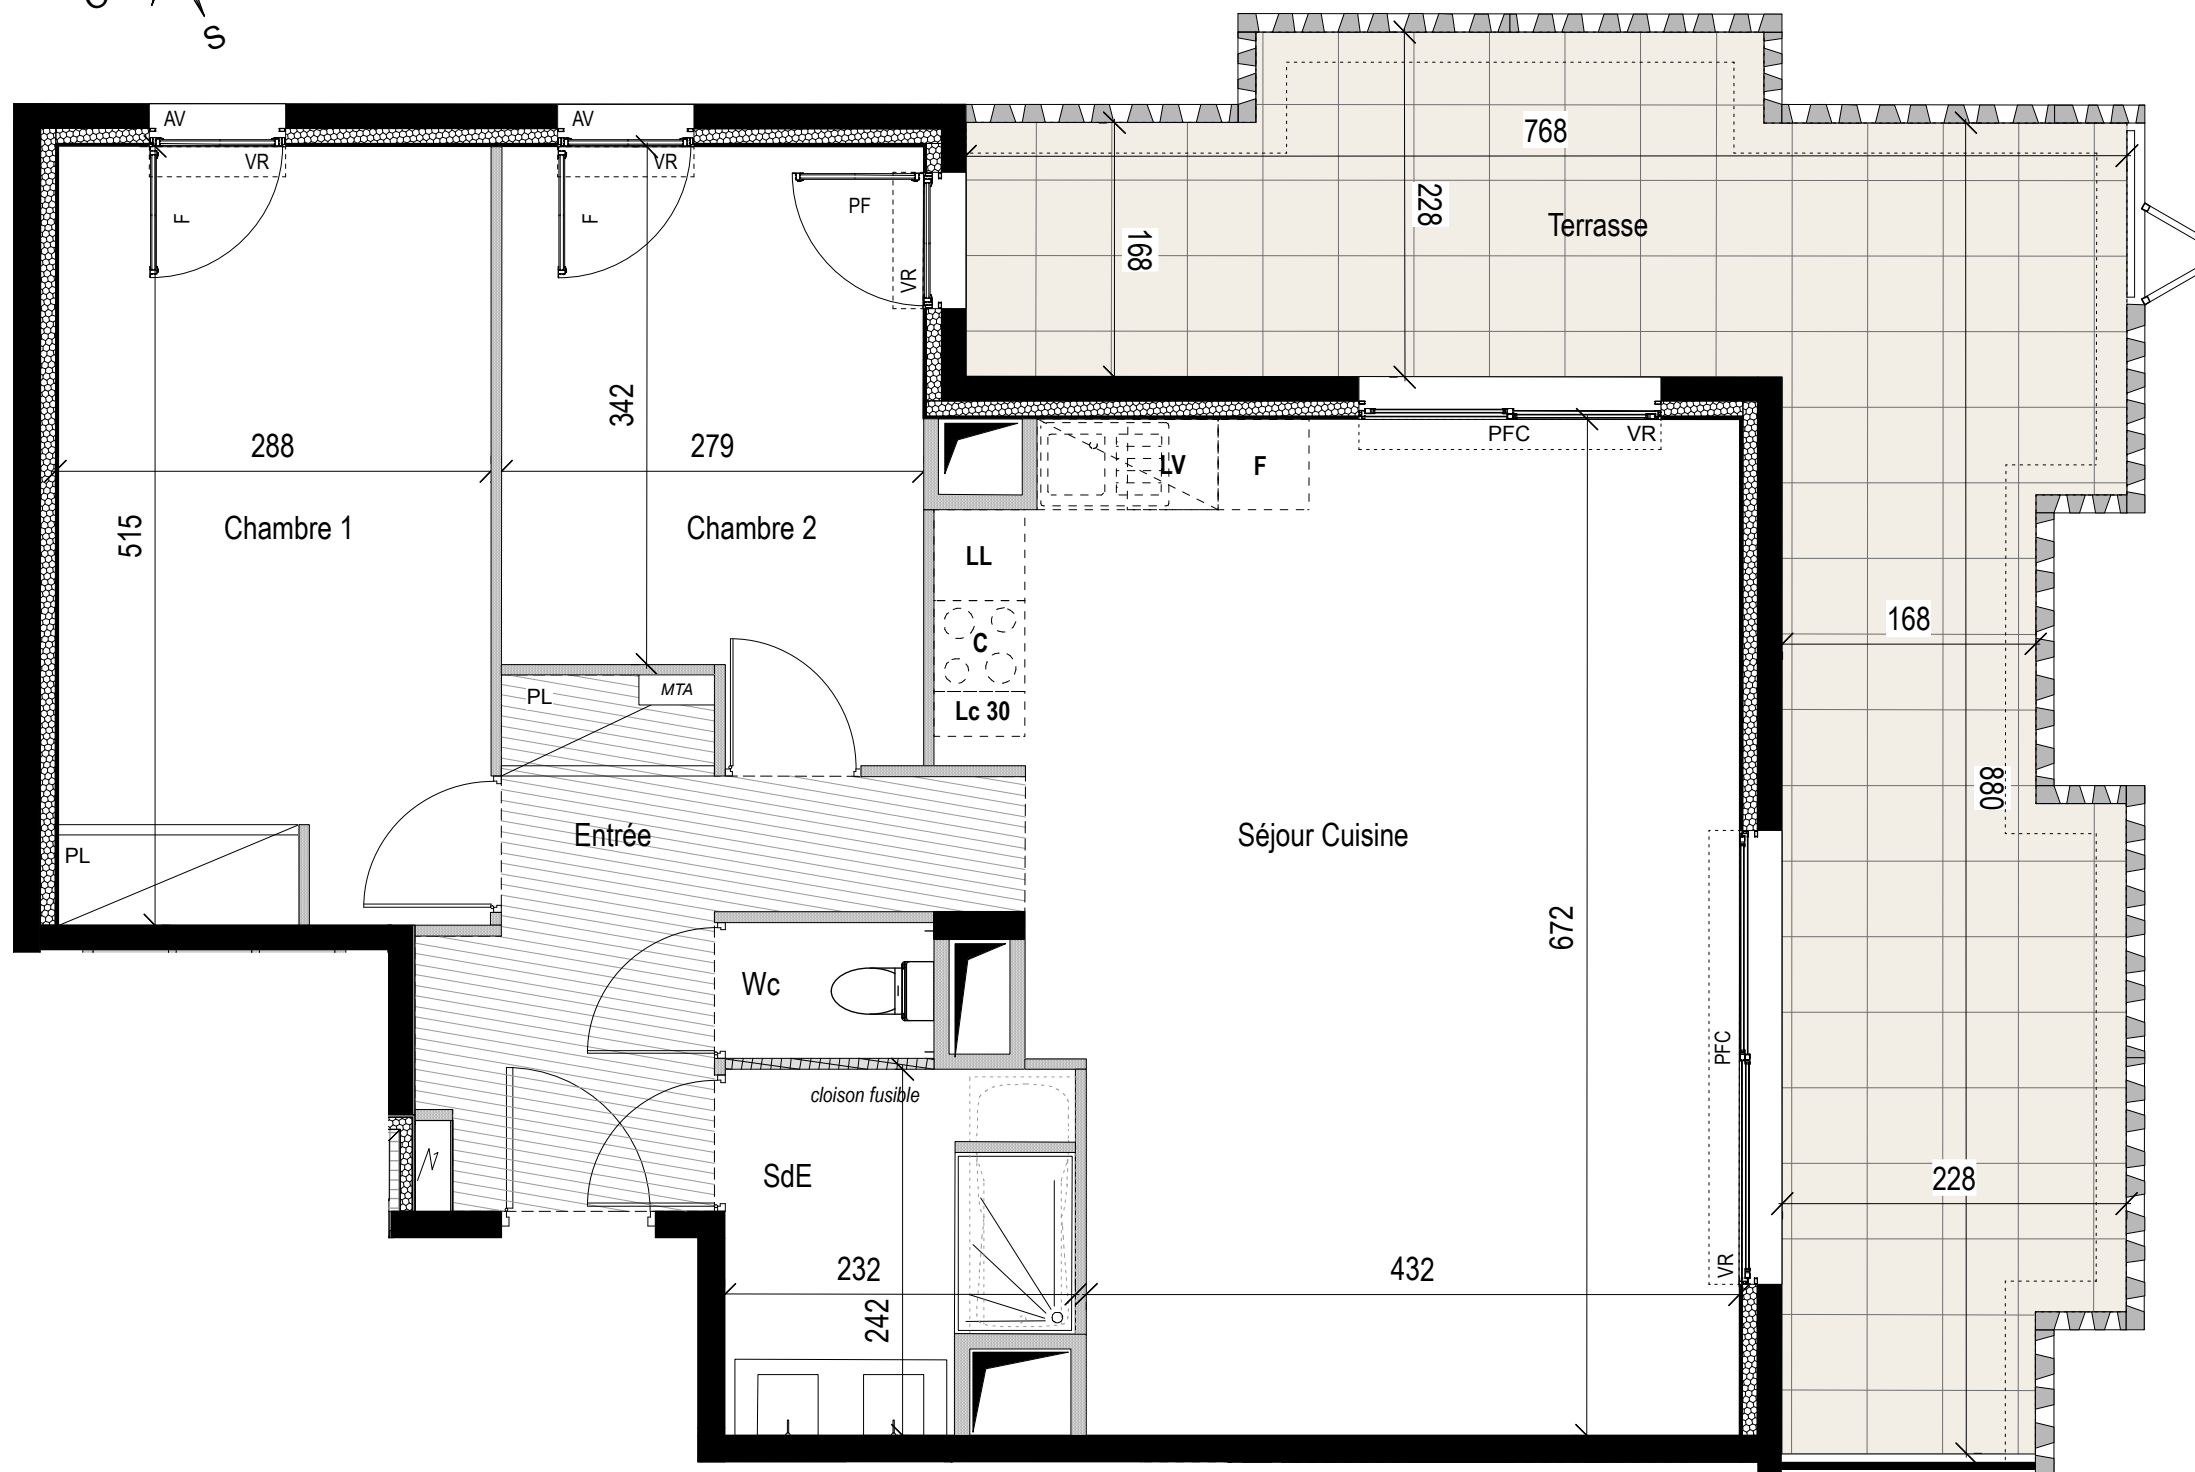 S
AV
VR
F
AV
VR
F
PF
VR
768
Terrasse
228
168
288
515
Chambre 1
342
279
Chambre 2
LV
F
PFC
VR
LL
C
Lc 30
PL
MTA
168
880
Entrée
Séjour Cuisine
PL
672
Wc
PFC
VR
cloison fusible
SdE
228
232
242
432